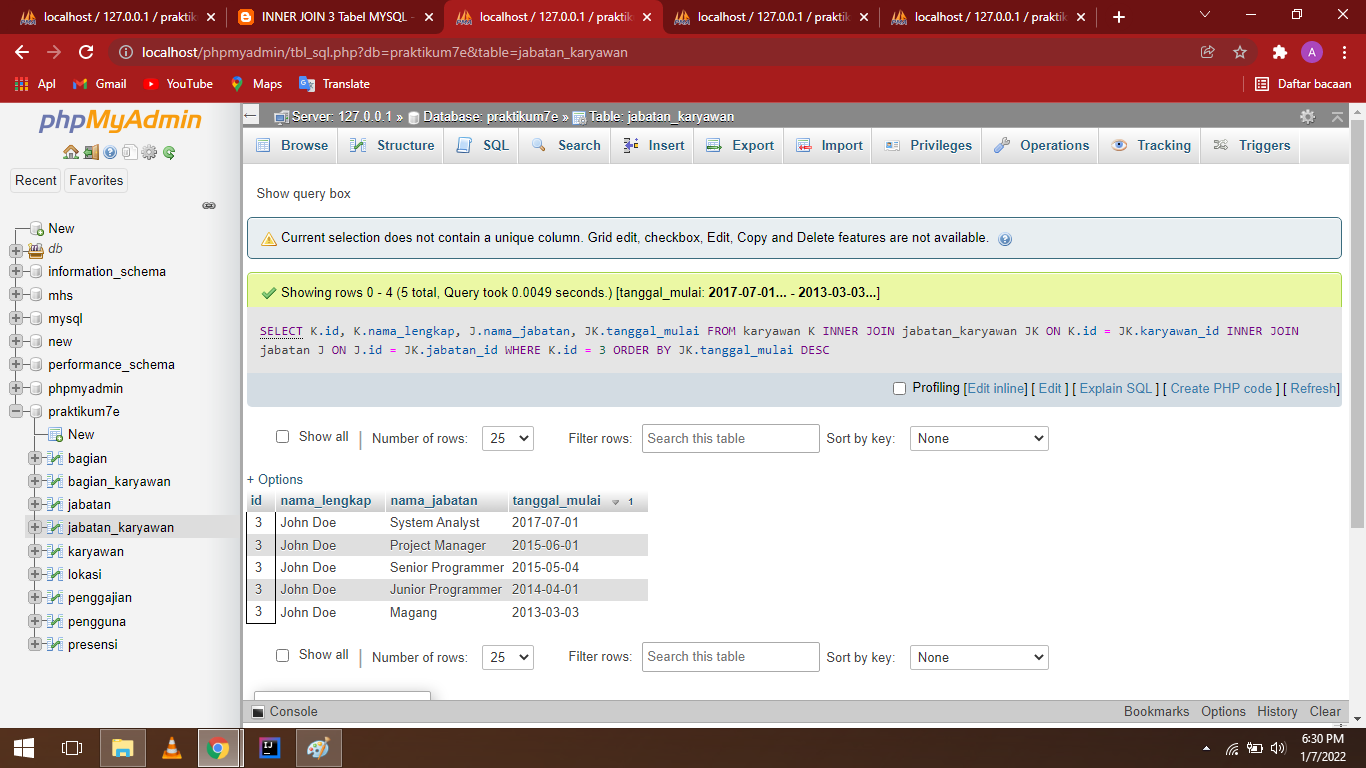 localhost / 127.0.0.1 / praktik
INNER JOIN 3 Tabel MYSQL -
localhost / 127.0.0.1 / praktik
localhost / 127.0.0.1 / praktik
localhost / 127.0.0.1 / praktik
localhost/phpmyadmin/tbl_sql.php?db=praktikum7e&table=jabatan_karyawan
A
Apl Gmail YouTube Maps Translate Daftar bacaan
phpMyAdmin
Recent Favorites
New
db
information_schema
mhs
mysql
new
performance_schema
phpmyadmin
praktikum7e
New
bagian
bagian_karyawan
jabatan
jabatan_karyawan
karyawan
lokasi
penggajian
pengguna
presensi
Server: 127.0.0.1 » Database: praktikum7e » Table: jabatan_karyawan
Browse Structure SQL Search Insert Export Import Privileges Operations Tracking Triggers
Show query box
Current selection does not contain a unique column. Grid edit, checkbox, Edit, Copy and Delete features are not available.
Showing rows 0 - 4 (5 total, Query took 0.0049 seconds.) [tanggal_mulai: 2017-07-01... - 2013-03-03...]
SELECT K.id, K.nama_lengkap, J.nama_jabatan, JK.tanggal_mulai FROM karyawan K INNER JOIN jabatan_karyawan JK ON K.id = JK.karyawan_id INNER JOIN
jabatan J ON J.id = JK.jabatan_id WHERE K.id = 3 ORDER BY JK.tanggal_mulai DESC
Profiling [Edit inline] [ Edit ] [ Explain SQL ] [ Create PHP code ] [ Refresh]
Show all | Number of rows: 25 Filter rows: Search this table Sort by key: None
+ Options
id nama_lengkap nama_jabatan tanggal_mulai 1
3 John Doe System Analyst 2017-07-01
3 John Doe Project Manager 2015-06-01
3 John Doe Senior Programmer 2015-05-04
3 John Doe Junior Programmer 2014-04-01
3 John Doe Magang 2013-03-03
Show all | Number of rows: 25 Filter rows: Search this table Sort by key: None
Console Bookmarks Options History Clear
6:30 PM
1/7/2022